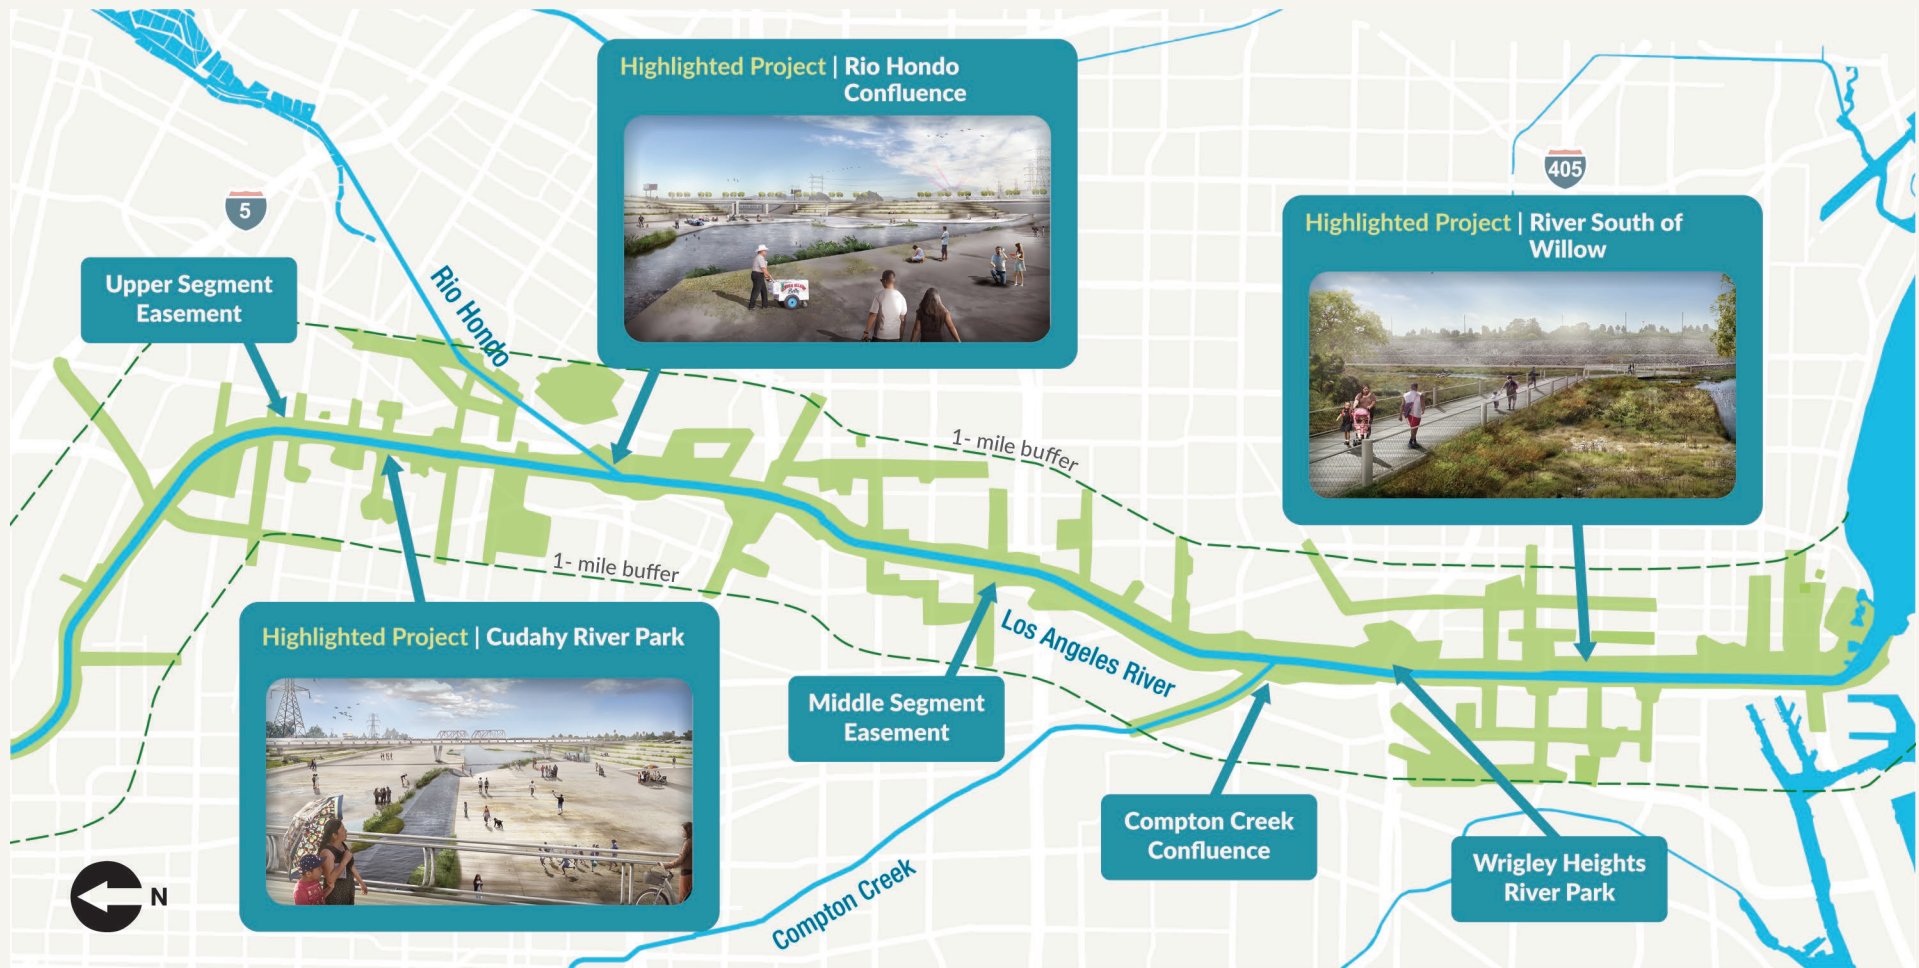 Highlighted Project | Rio Hondo
Confluence
5
405
Highlighted Project | River South of
Willow
Upper Segment
Easement
Rio Hondo
1- mile buffer
1- mile buffer
Highlighted Project | Cudahy River Park
Los Angeles River
Middle Segment
Easement
Compton Creek
Confluence
Wrigley Heights
River Park
Compton Creek
N